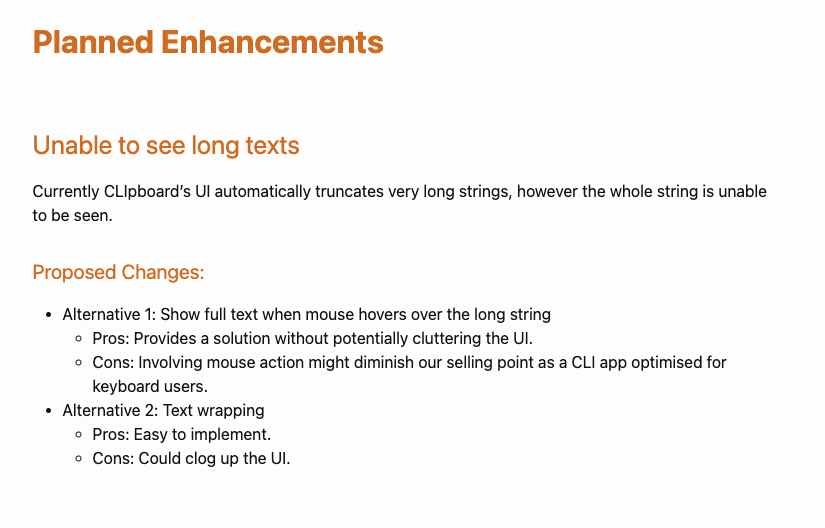 Planned Enhancements
Unable to see long texts
Currently CLIpboard's UI automatically truncates very long strings, however the whole string is unable
to be seen.
Proposed Changes:
• Alternative 1: Show full text when mouse hovers over the long string
◦ Pros: Provides a solution without potentially cluttering the UI.
◦ Cons: Involving mouse action might diminish our selling point as a CLI app optimised for
keyboard users.
• Alternative 2: Text wrapping
◦ Pros: Easy to implement.
◦ Cons: Could clog up the UI.